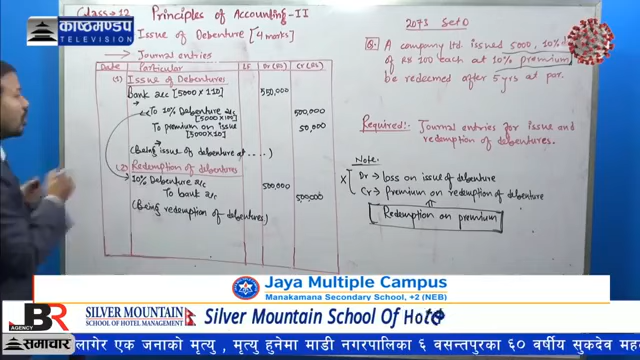 Class-12 Principles of Accounting-II
काष्ठमण्डप
TELEVISION
Issue of Debenture [4 marks]
→ Journal entries
Date Particular LF Dr(RS) Cr(RS)
(1) Issue of Debentures
Bank a/c [5000×110] 550,000
To 10% Debenture a/c 500,000
[5000×100]
To premium on issue 50,000
[5000×10]
(Being issue of debenture at.....)
(2) Redemption of debentures
10% Debenture a/c 500,000
To bank a/c 500,000
(Being redemption of debentures)
2073 Set D
Q. A company ltd. issued 5000, 10%
of RS 100 each at 10% premium,
be redeemed after 5 yrs at par.
Required:- Journal entries for issue and
redemption of debentures.
Note:
Dr → loss on issue of debenture
X
Cr → premium on redemption of debenture
Redemption on premium
Jaya Multiple Campus
Manakamana Secondary School, +2 (NEB)
JBR
AGENCY
SILVER MOUNTAIN
SCHOOL OF HOTEL MANAGEMENT
Silver Mountain School Of Hote
समाचार
लागेर एक जनाको मृत्यु , मृत्यु हुनेमा माडी नगरपालिका ६ वसन्तपुरका ६० वर्षीय सुकदेव मह